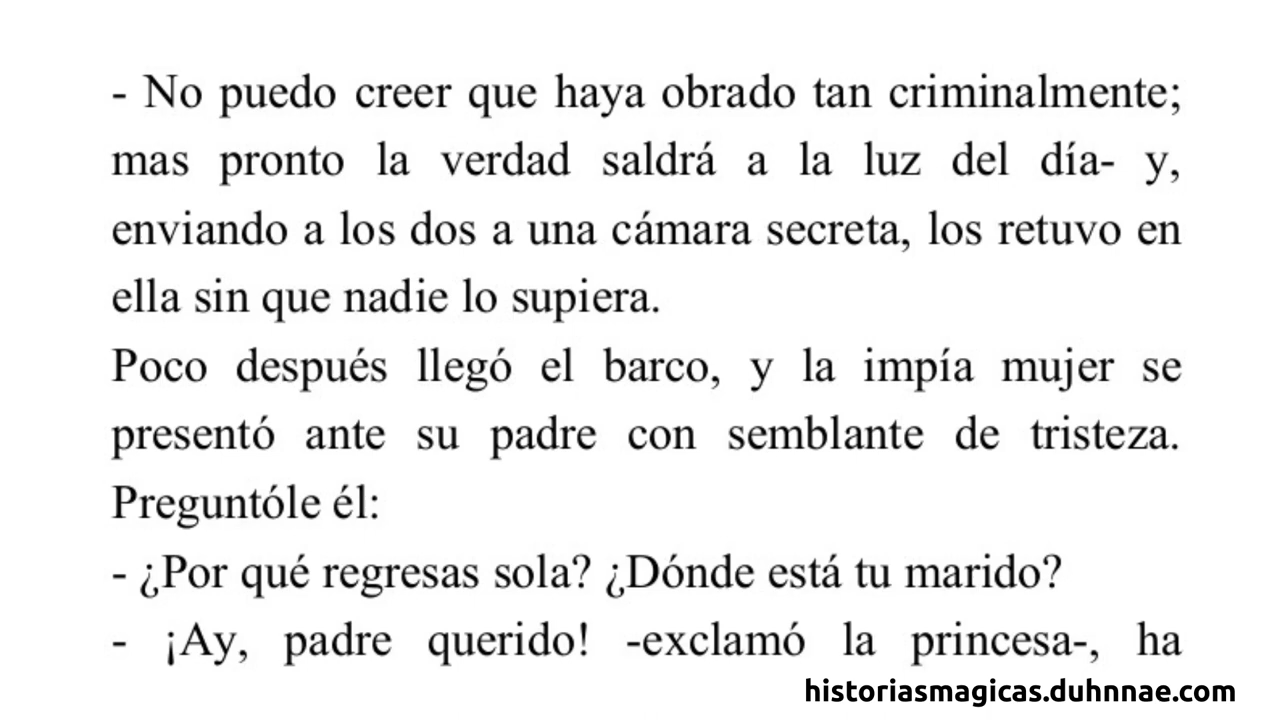 - No puedo creer que haya obrado tan criminalmente;
mas pronto la verdad saldrá a la luz del día- y,
enviando a los dos a una cámara secreta, los retuvo en
ella sin que nadie lo supiera.
Poco después llegó el barco, y la impía mujer se
presentó ante su padre con semblante de tristeza.
Preguntóle él:
- ¿Por qué regresas sola? ¿Dónde está tu marido?
- ¡Ay, padre querido! -exclamó la princesa-, ha
historiasmagicas.duhnnae.com